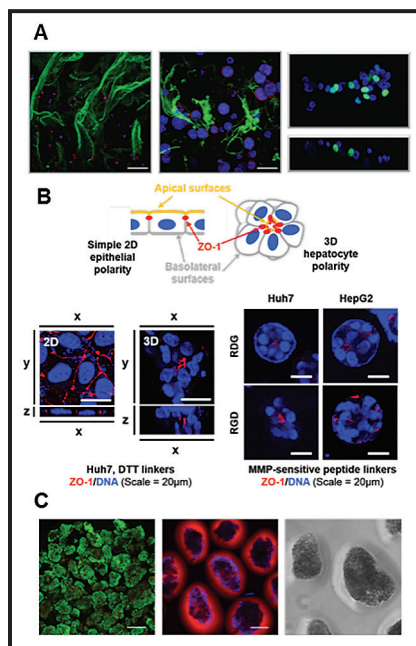 A
B
Apical surfaces
Simple 2D
epithelial
polarity
ZO-1
Basolateral
surfaces
3D
hepatocyte
polarity
x
x
2D
3D
y
y
z
z
x
x
Huh7, DTT linkers
ZO-1/DNA (Scale = 20µm)
Huh7
HepG2
RDG
RGD
MMP-sensitive peptide linkers
ZO-1/DNA (Scale = 20µm)
C